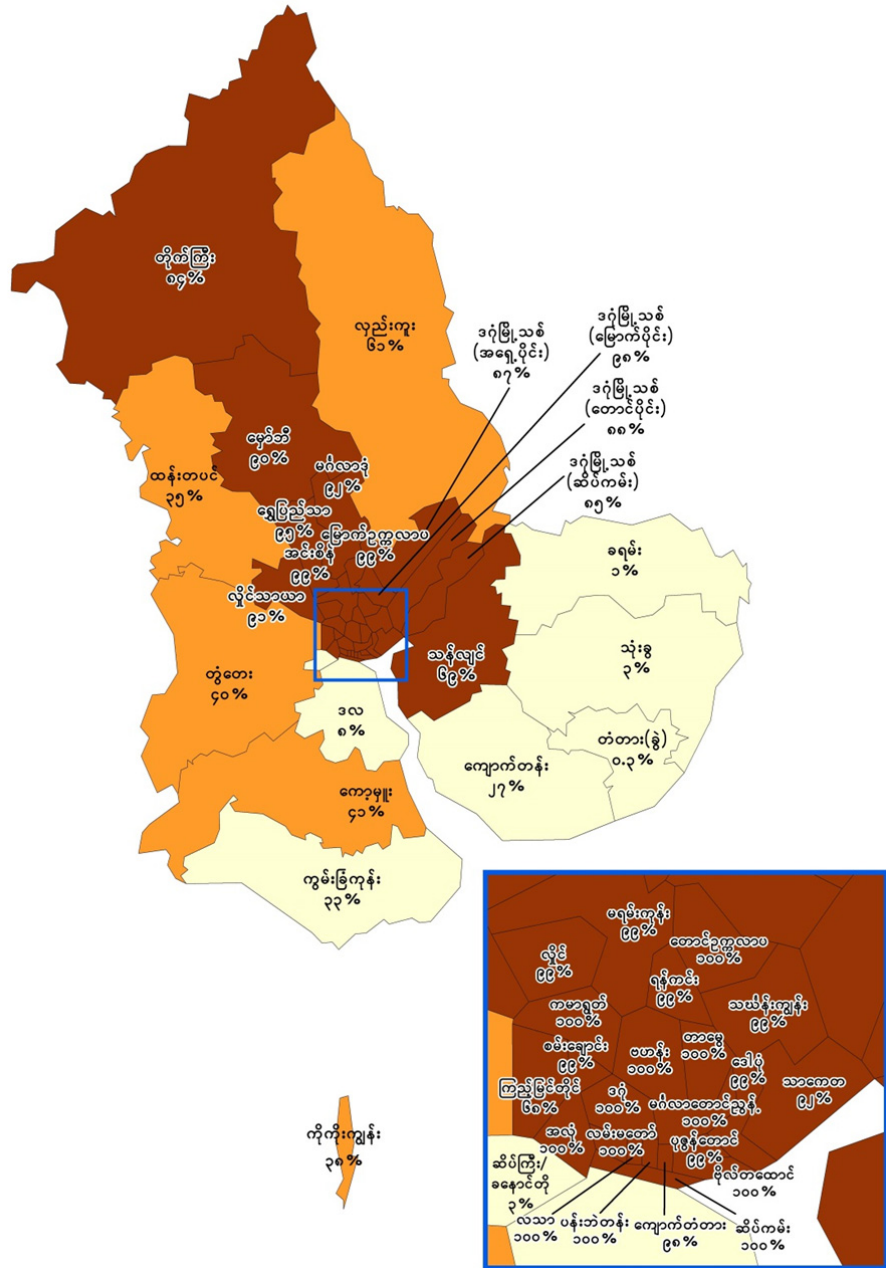 တိုက်ကြီး
၈၄%
လှည်းကူး
၆၁%
ဒဂုံမြို့သစ်
(အရှေ့ပိုင်း)
၈၇%
ဒဂုံမြို့သစ်
(မြောက်ပိုင်း)
၉၈%
ဒဂုံမြို့သစ်
(တောင်ပိုင်း)
၈၈%
ဒဂုံမြို့သစ်
(ဆိပ်ကမ်း)
၈၅%
မှော်ဘီ
၉၀%
မင်္ဂလာဒုံ
၉၂%
ထန်းတပင်
၃၅%
ရွှေပြည်သာ
၉၅%
မြောက်ဥက္ကလာပ
၉၉%
အင်းစိန်
၉၉%
လှိုင်သာယာ
၉၁%
ခရမ်း
၁%
သုံးခွ
၃%
သန်လျင်
၆၉%
တွံတေး
၄၀%
ဒလ
၈%
တံတား(ခွဲ)
၀.၃%
ကျောက်တန်း
၂၇%
ကော့မှူး
၄၁%
ကွမ်းခြံကုန်း
၃၃%
ကိုကိုးကျွန်း
၃၈%
မရမ်းကုန်း
၉၉%
တောင်ဥက္ကလာပ
၁၀၀%
လှိုင်
၉၉%
ရန်ကင်း
၉၉%
ကမာရွတ်
၁၀၀%
သင်္ဃန်းကျွန်း
၉၉%
စမ်းချောင်း
၉၉%
ဗဟန်း
၁၀၀%
တာမွေ
၁၀၀%
ဒေါပုံ
၉၉%
သာကေတ
၉၂%
ကြည့်မြင်တိုင်
၆၈%
ဒဂုံ
၁၀၀%
မင်္ဂလာတောင်ညွန့်
၁၀၀%
အလုံ
၁၀၀%
လမ်းမတော်
၁၀၀%
ပုဇွန်တောင်
၉၉%
ဗိုလ်တထောင်
၁၀၀%
ဆိပ်ကြီး/
ခနောင်တို
၃%
လသာ
၁၀၀%
ပန်းဘဲတန်း
၁၀၀%
ကျောက်တံတား
၉၈%
ဆိပ်ကမ်း
၁၀၀%